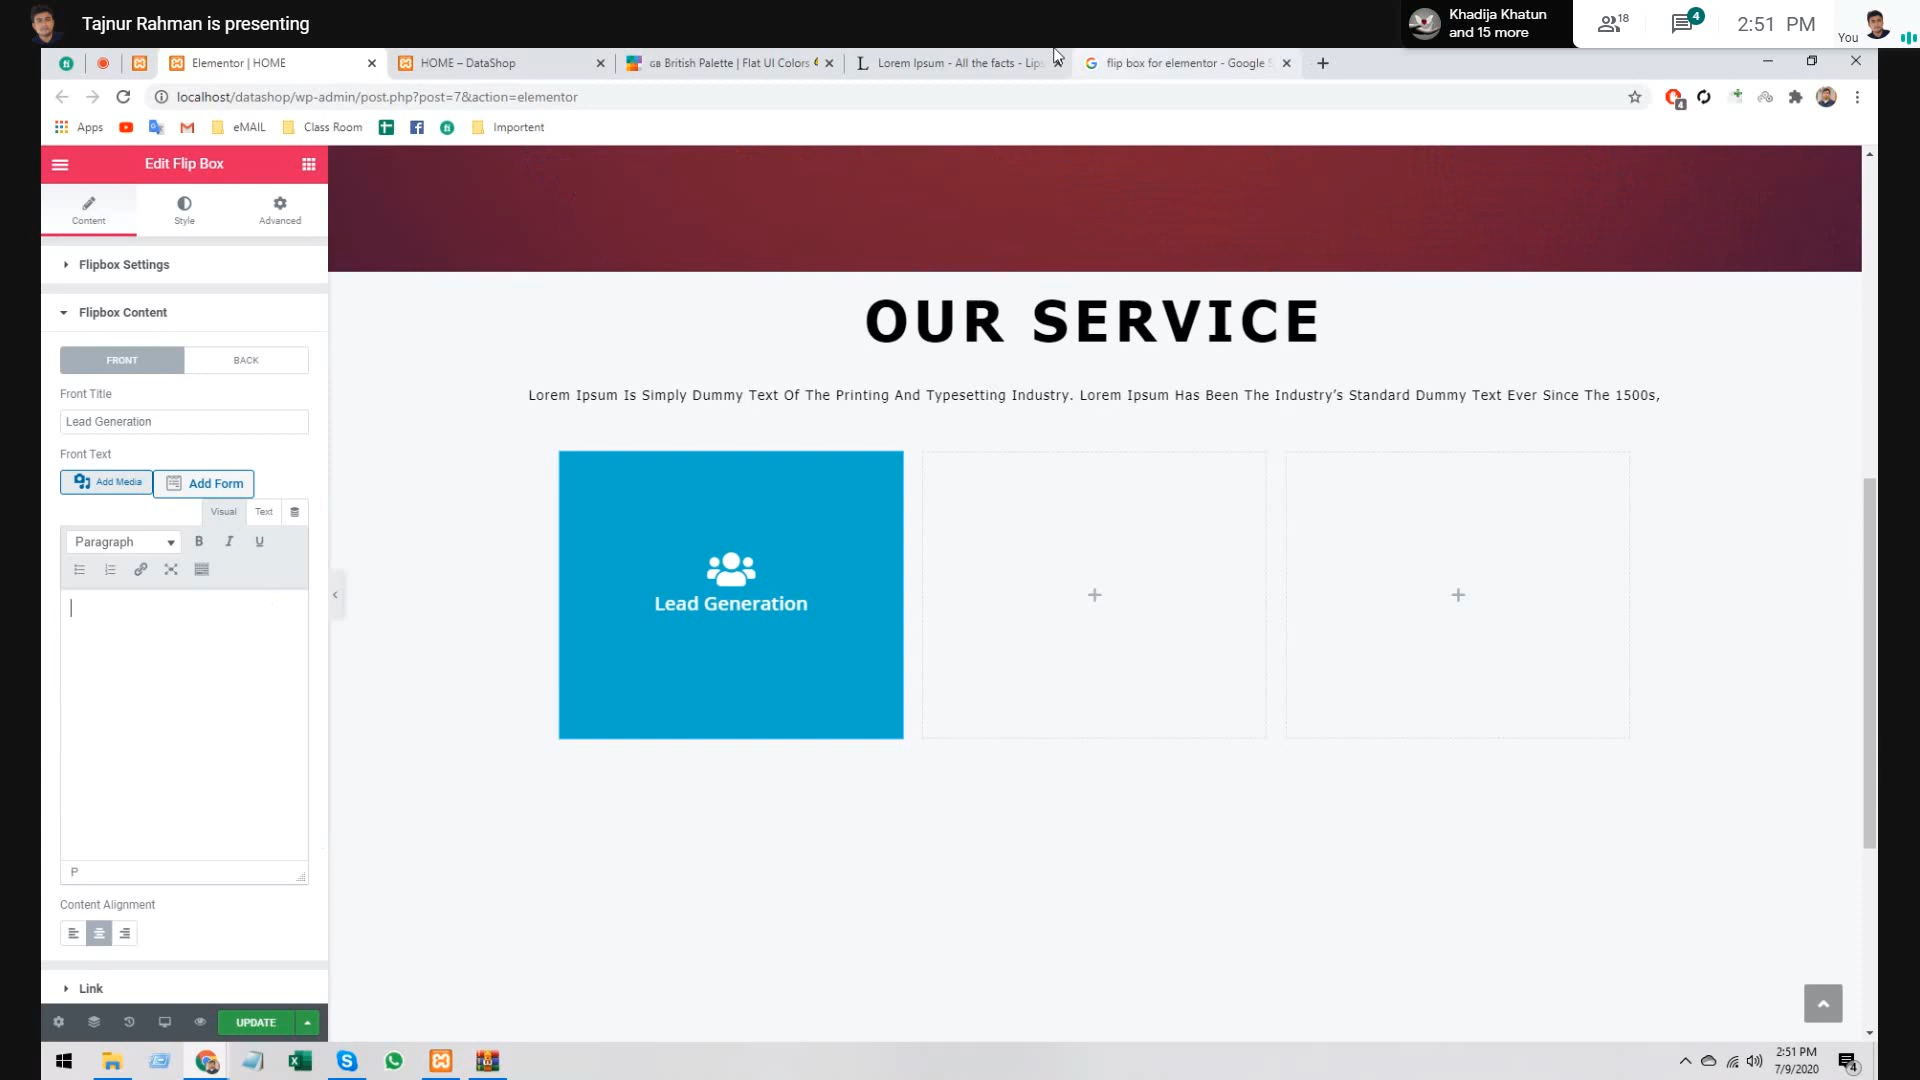 Tajnur Rahman is presenting
Khadija Khatun
and 15 more
18
4
2:51 PM
You
Elementor | HOME
HOME – DataShop
GB British Palette | Flat UI Colors
Lorem Ipsum - All the facts - Lips
flip box for elementor - Google S
localhost/datashop/wp-admin/post.php?post=7&action=elementor
4
Apps
eMAIL
Class Room
Importent
Edit Flip Box
Content
Style
Advanced
Flipbox Settings
Flipbox Content
FRONT
BACK
Front Title
Lead Generation
Front Text
Add Media
Add Form
Visual
Text
Paragraph
B
I
U
P
Content Alignment
Link
UPDATE
OUR SERVICE
Lorem Ipsum Is Simply Dummy Text Of The Printing And Typesetting Industry. Lorem Ipsum Has Been The Industry's Standard Dummy Text Ever Since The 1500s,
Lead Generation
2:51 PM
7/9/2020
4